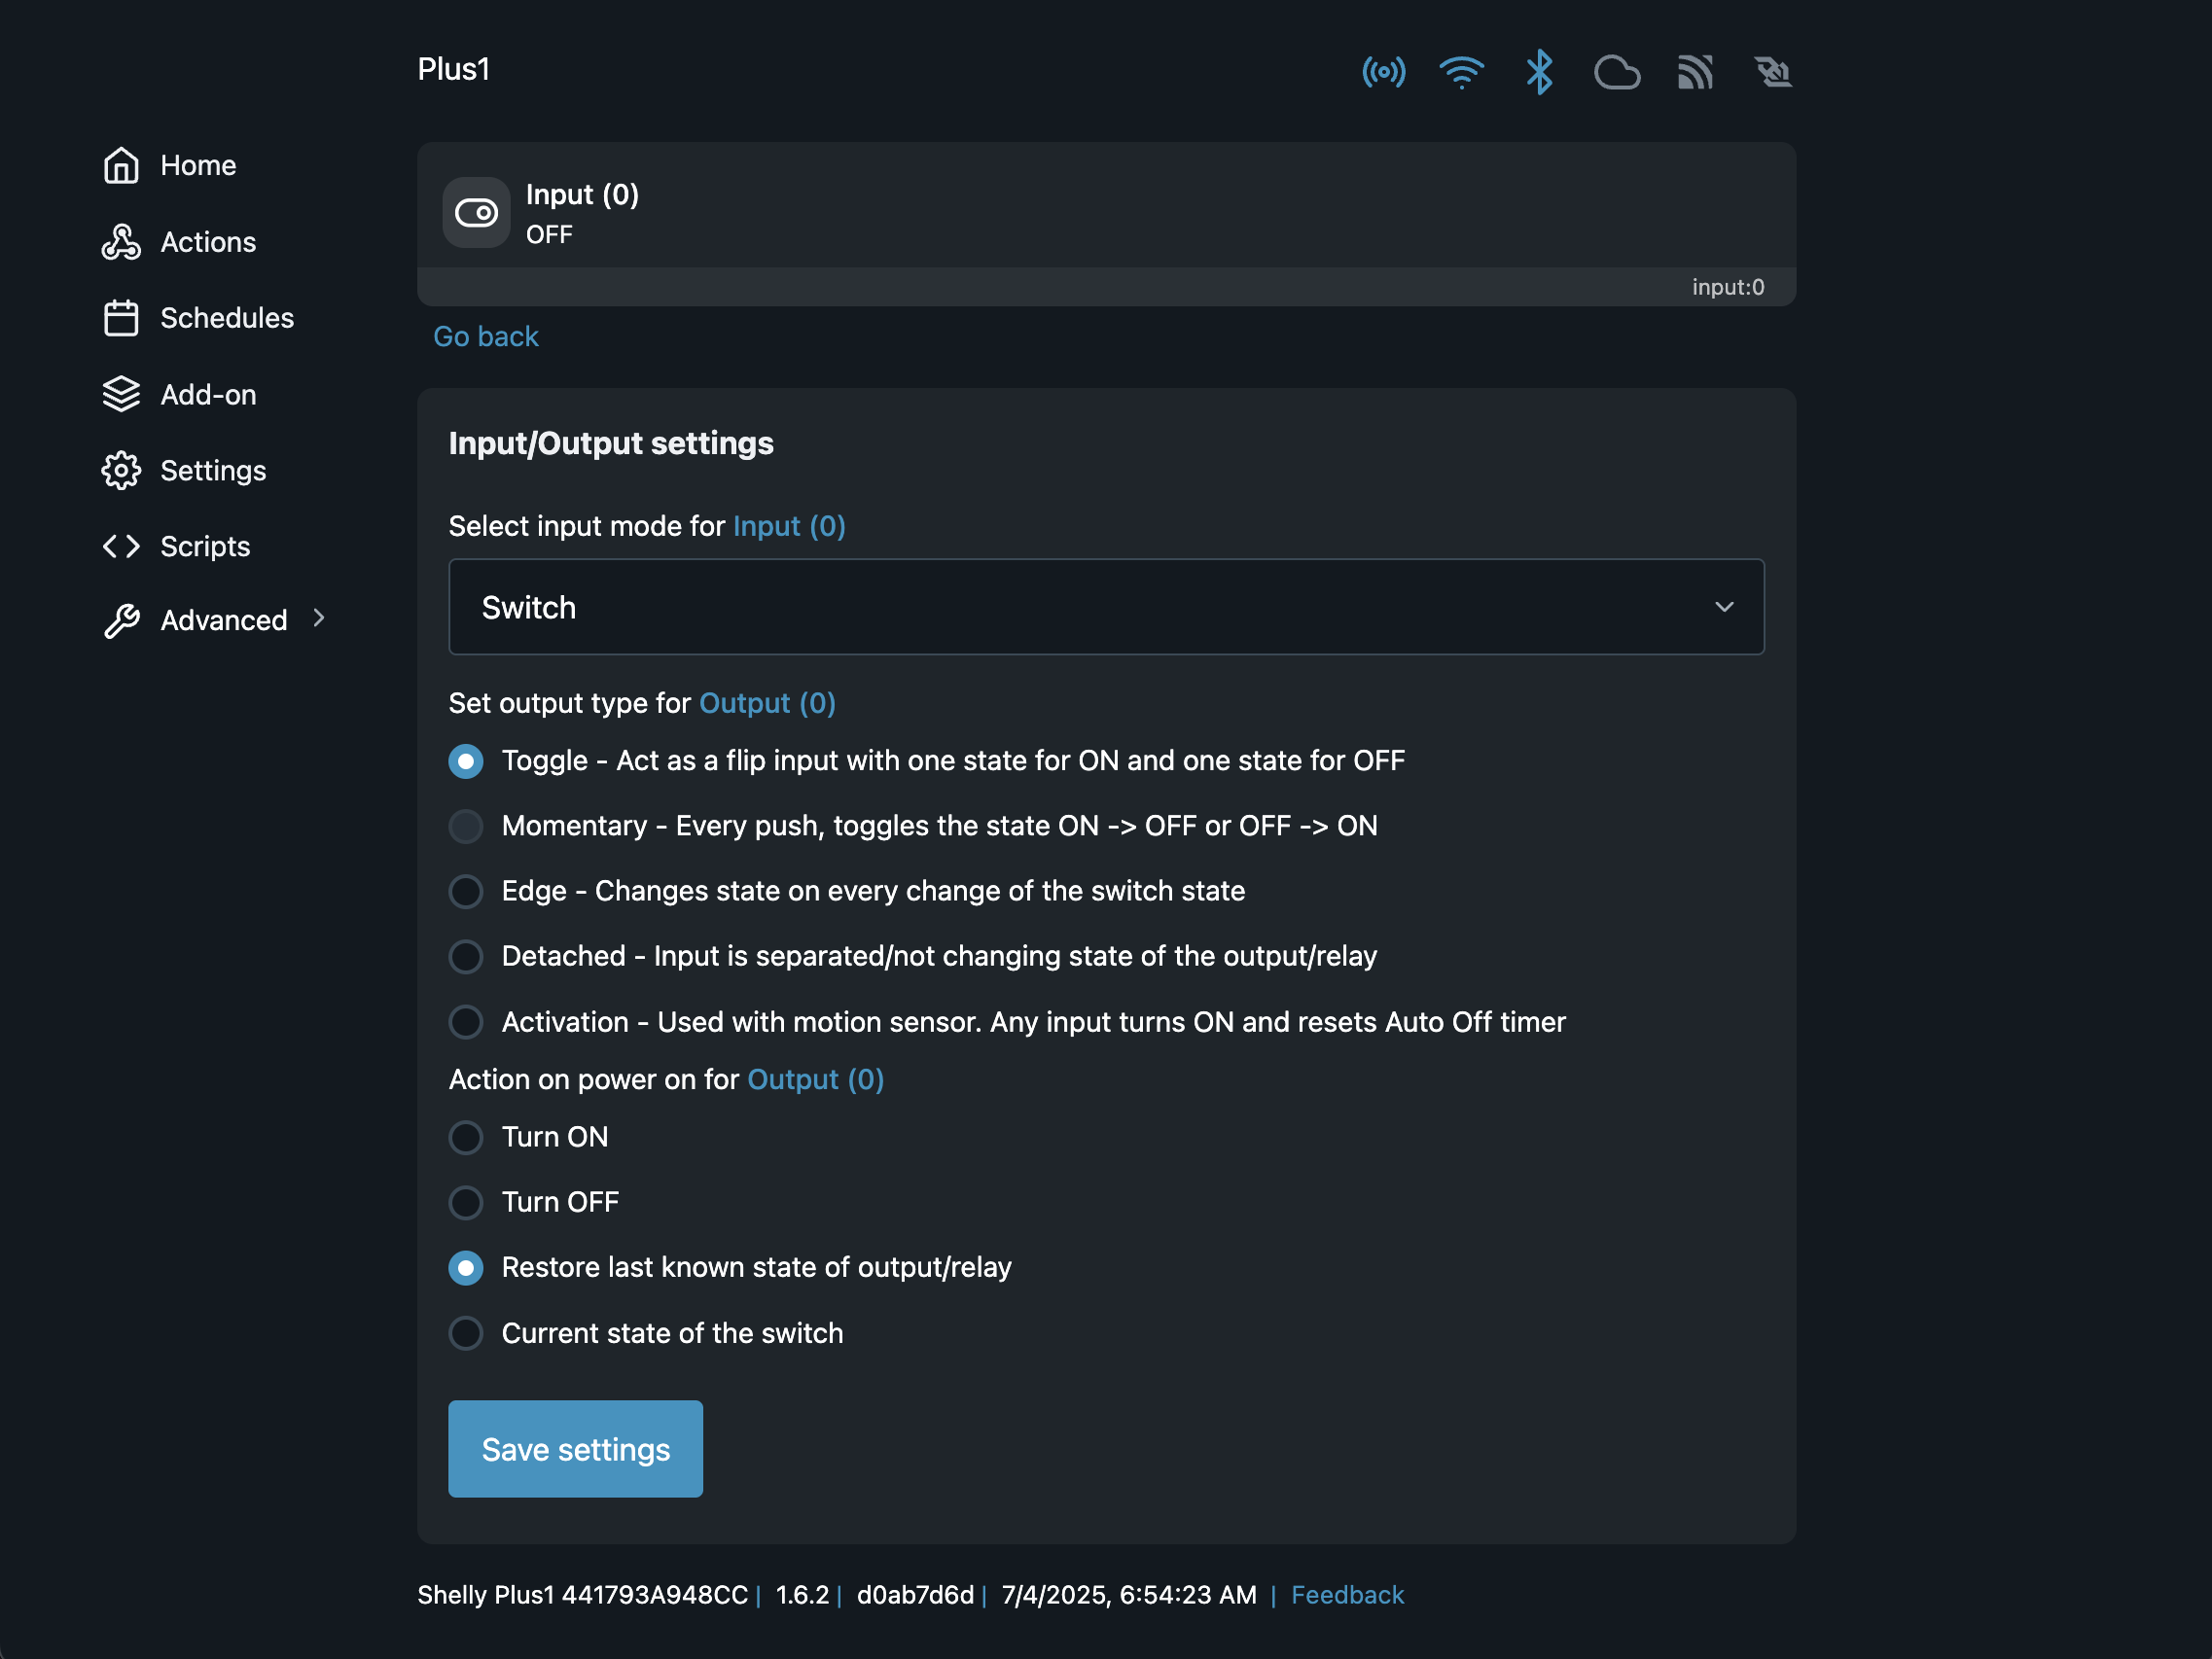 Plus1
Home
Actions
Schedules
Add-on
Settings
Scripts
Advanced
Input (0)
OFF
input:0
Go back
Input/Output settings
Select input mode for Input (0)
Switch
Set output type for Output (0)
Toggle - Act as a flip input with one state for ON and one state for OFF
Momentary - Every push, toggles the state ON -> OFF or OFF -> ON
Edge - Changes state on every change of the switch state
Detached - Input is separated/not changing state of the output/relay
Activation - Used with motion sensor. Any input turns ON and resets Auto Off timer
Action on power on for Output (0)
Turn ON
Turn OFF
Restore last known state of output/relay
Current state of the switch
Save settings
Shelly Plus1 441793A948CC | 1.6.2 | d0ab7d6d | 7/4/2025, 6:54:23 AM | Feedback